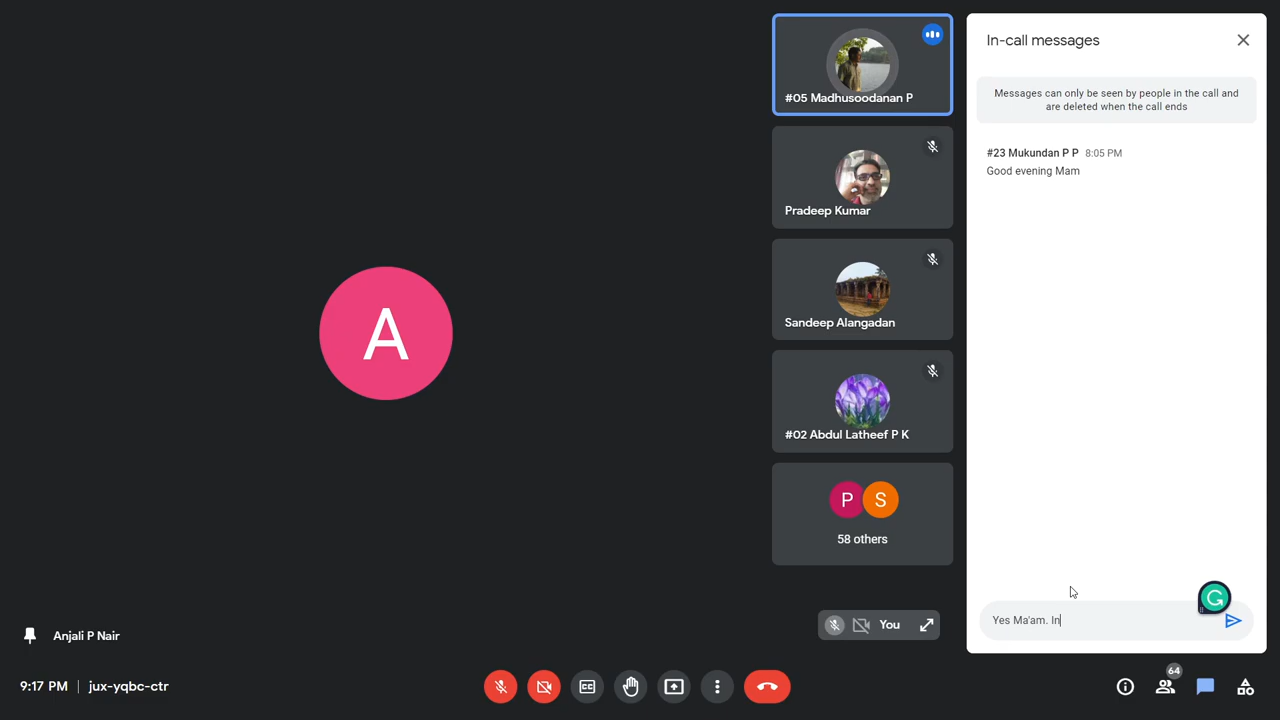 A
Anjali P Nair
#05 Madhusoodanan P
Pradeep Kumar
Sandeep Alangadan
#02 Abdul Latheef P K
P S
58 others
You
In-call messages
Messages can only be seen by people in the call and
are deleted when the call ends
#23 Mukundan P P 8:05 PM
Good evening Mam
Yes Ma'am. In
9:17 PM | jux-yqbc-ctr
64